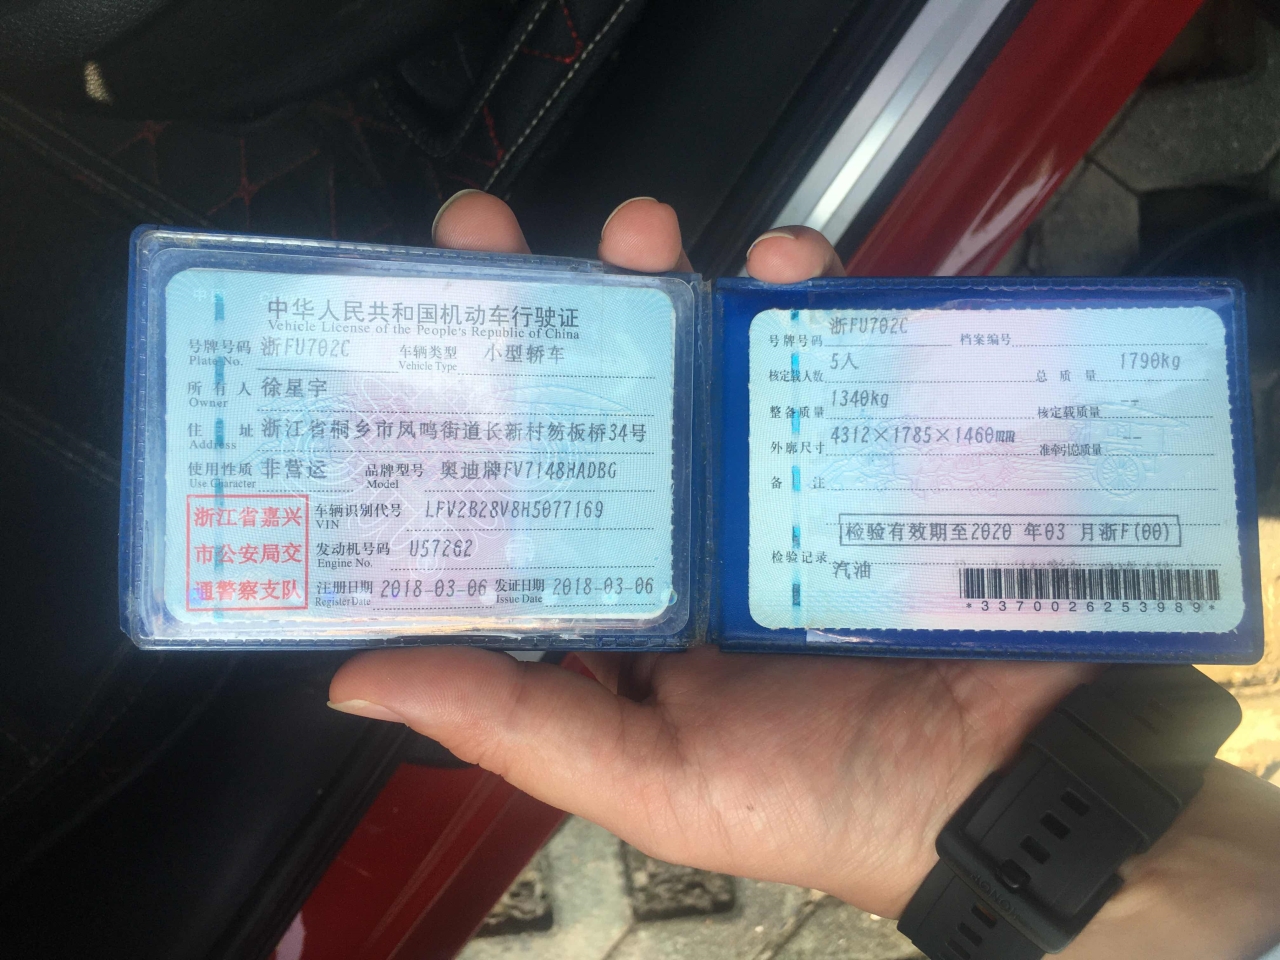 中华人民共和国机动车行驶证
Vehicle License of the People's Republic of China
号牌号码 浙FU702C 车辆类型 小型轿车
Plate No. Vehicle Type
所有人 徐星宇
Owner
住址 浙江省桐乡市凤鸣街道长新村笏板桥34号
Address
使用性质 非营运 品牌型号 奥迪牌FV7148HADBG
Use Character Model
浙江省嘉兴
市公安局交
通警察支队
车辆识别代号 LFV2B28V8H5077169
VIN
发动机号码 U57262
Engine No.
注册日期 2018-03-06 发证日期 2018-03-06
Register Date Issue Date
号牌号码 浙FU702C 档案编号
核定载人数 5人 总质量 1790kg
整备质量 1340kg 核定载质量 --
外廓尺寸 4312×1785×1460mm 准牵引总质量 --
备注
检验有效期至2020 年03 月浙F(00)
检验记录
汽油
*3370026253989*